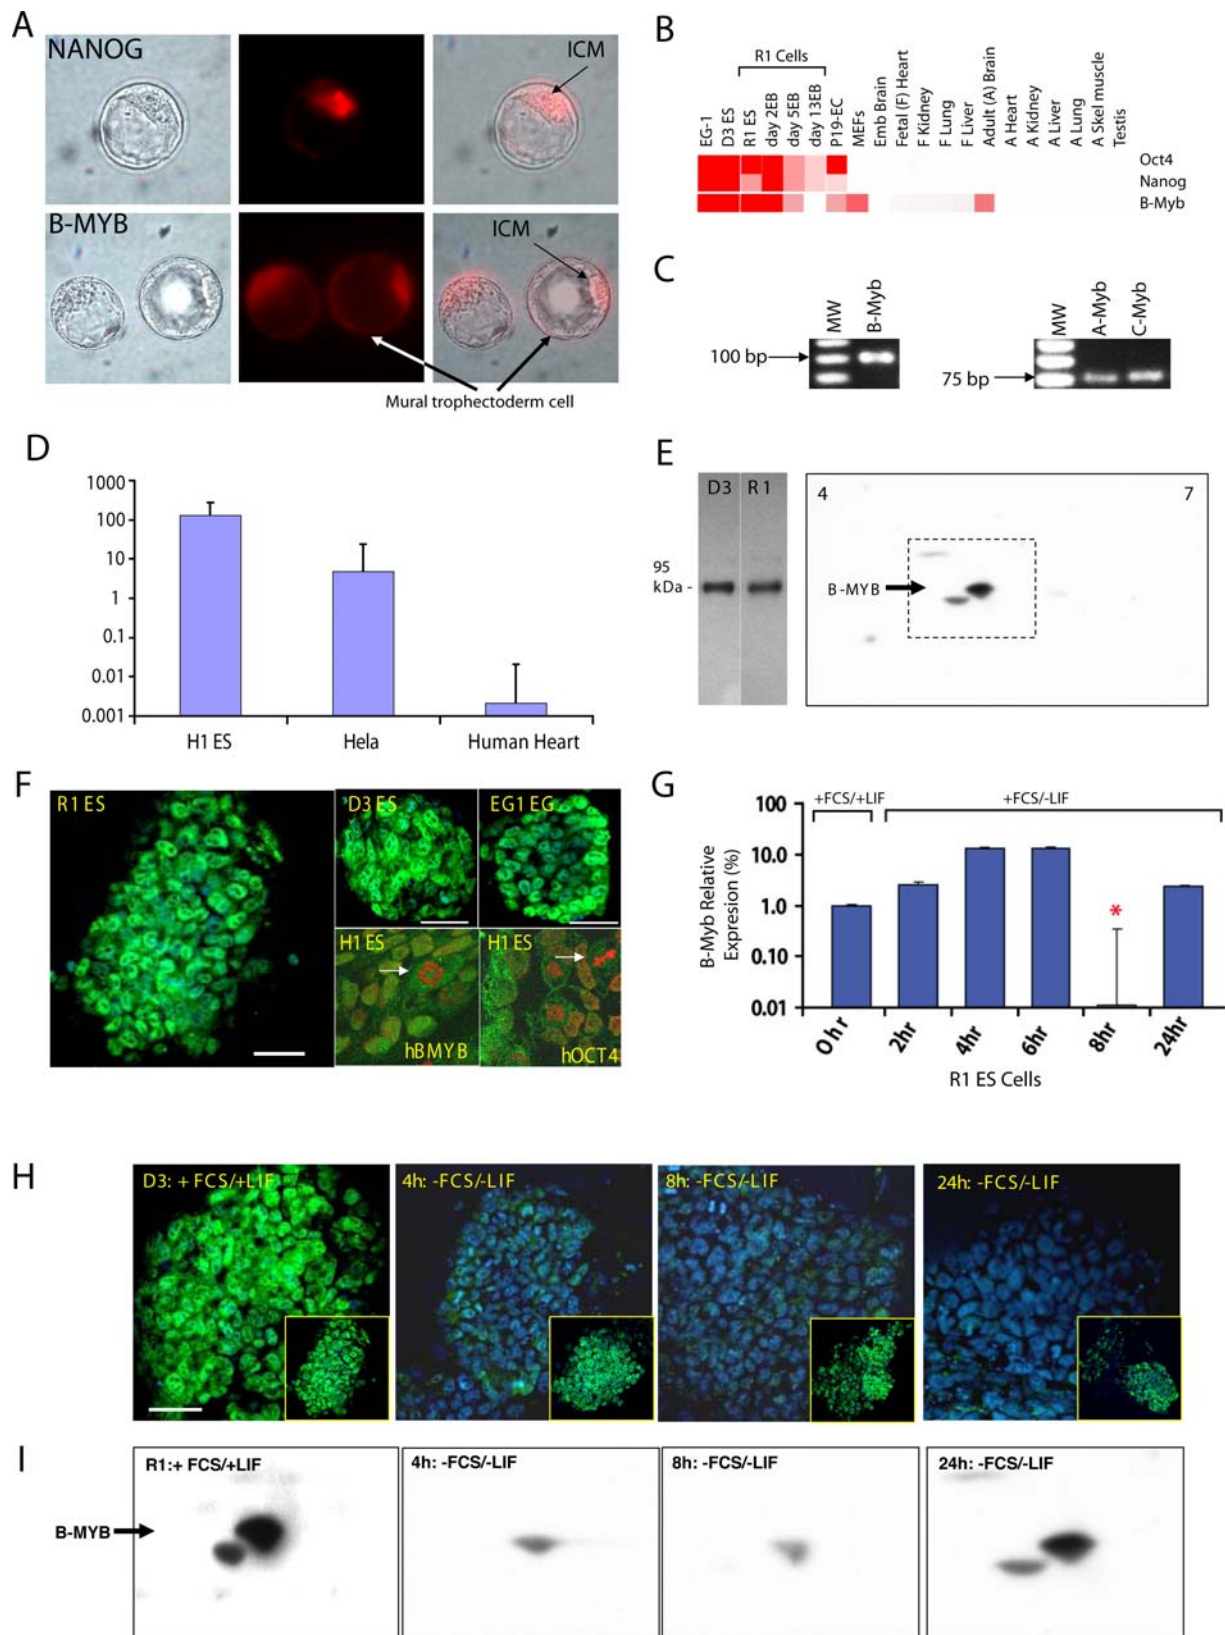 A
NANOG
ICM
B-MYB
ICM
Mural trophectoderm cell
B
R1 Cells
EG-1
D3 ES
R1 ES
day 2EB
day 5EB
day 13EB
P19-EC
MEFs
Emb Brain
Fetal (F) Heart
F Kidney
F Lung
F Liver
Adult (A) Brain
A Heart
A Kidney
A Liver
A Lung
A Skel muscle
Testis
Oct4
Nanog
B-Myb
C
MW
B-Myb
100 bp
MW
A-Myb
C-Myb
75 bp
D
1000
100
10
1
0.1
0.01
0.001
H1 ES
Hela
Human Heart
E
D3 R1
95
kDa -
4 7
B-MYB
F
R1 ES
D3 ES
EG1 EG
H1 ES
hBMYB
H1 ES
hOCT4
G
+FCS/+LIF
+FCS/-LIF
B-Myb Relative
Expresion (%)
100
10.0
1.0
0.10
0.01
*
0 hr
2hr
4hr
6hr
8hr
24hr
R1 ES Cells
H
D3: + FCS/+LIF
4h: -FCS/-LIF
8h: -FCS/-LIF
24h: -FCS/-LIF
I
R1:+ FCS/+LIF
4h: -FCS/-LIF
8h: -FCS/-LIF
24h: -FCS/-LIF
B-MYB